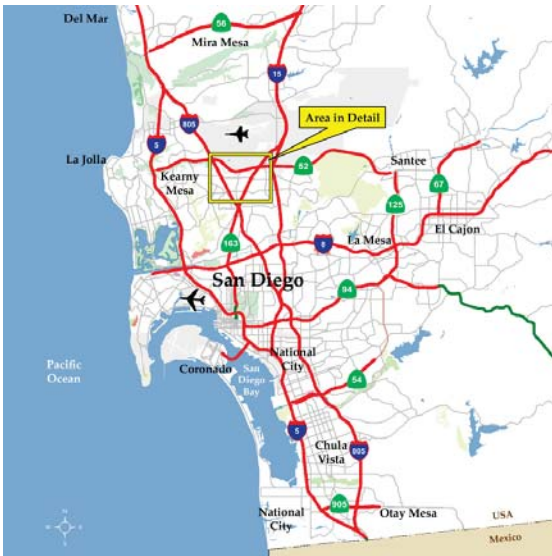 Del Mar
56
Mira Mesa
15
805
Area in Detail
5
La Jolla
Kearny
Mesa
52
Santee
67
125
El Cajon
163
8
La Mesa
San Diego
94
National
City
Pacific
Ocean
Coronado
San
Diego
Bay
54
5
Chula
Vista
805
905
National
City
Otay Mesa
USA
Mexico
N
W
E
S